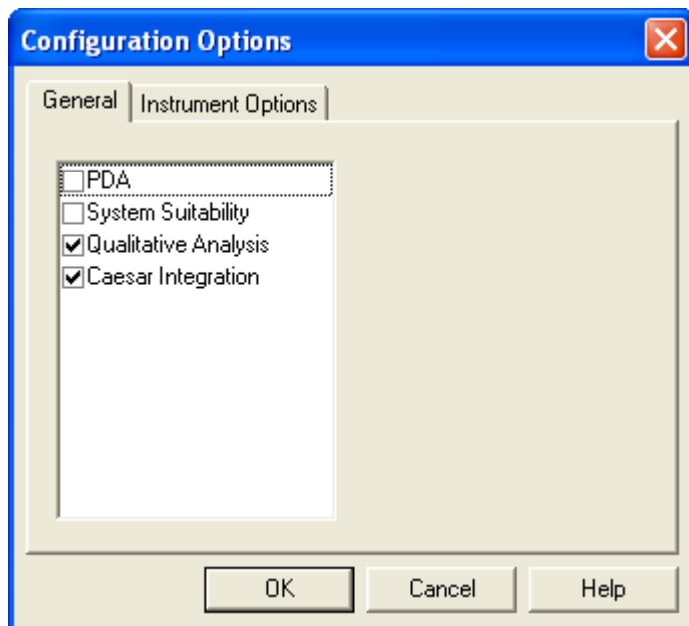 Configuration Options
General
Instrument Options
PDA
System Suitability
Qualitative Analysis
Caesar Integration
OK
Cancel
Help